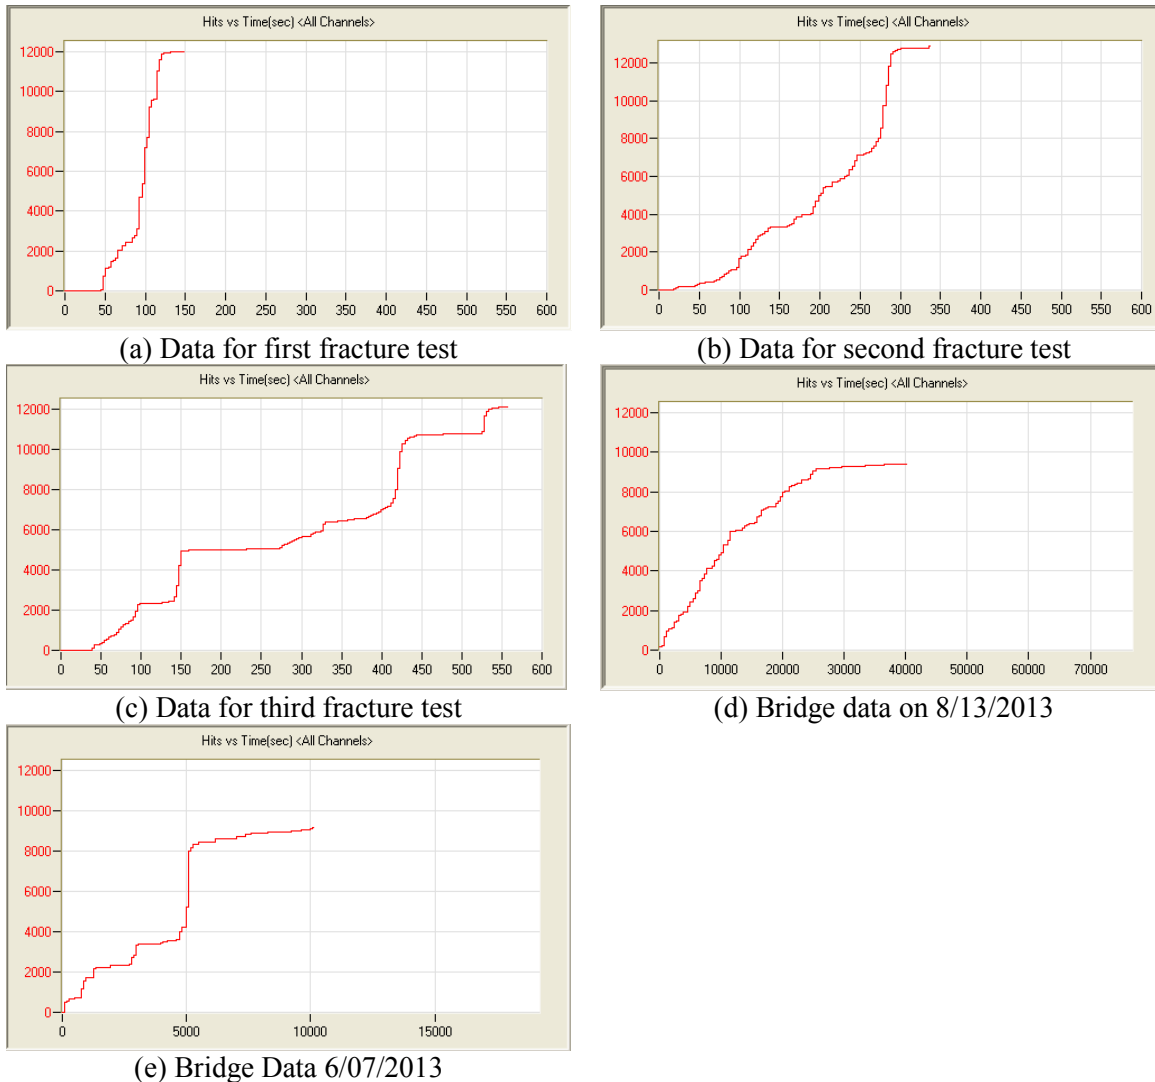 Hits vs Time(sec) <All Channels>
12000
10000
8000
6000
4000
2000
0
0 50 100 150 200 250 300 350 400 450 500 550 600
(a) Data for first fracture test
Hits vs Time(sec) <All Channels>
12000
10000
8000
6000
4000
2000
0
0 50 100 150 200 250 300 350 400 450 500 550 600
(b) Data for second fracture test
Hits vs Time(sec) <All Channels>
12000
10000
8000
6000
4000
2000
0
0 50 100 150 200 250 300 350 400 450 500 550 600
(c) Data for third fracture test
Hits vs Time(sec) <All Channels>
12000
10000
8000
6000
4000
2000
0
0 10000 20000 30000 40000 50000 60000 70000
(d) Bridge data on 8/13/2013
Hits vs Time(sec) <All Channels>
12000
10000
8000
6000
4000
2000
0
0 5000 10000 15000
(e) Bridge Data 6/07/2013